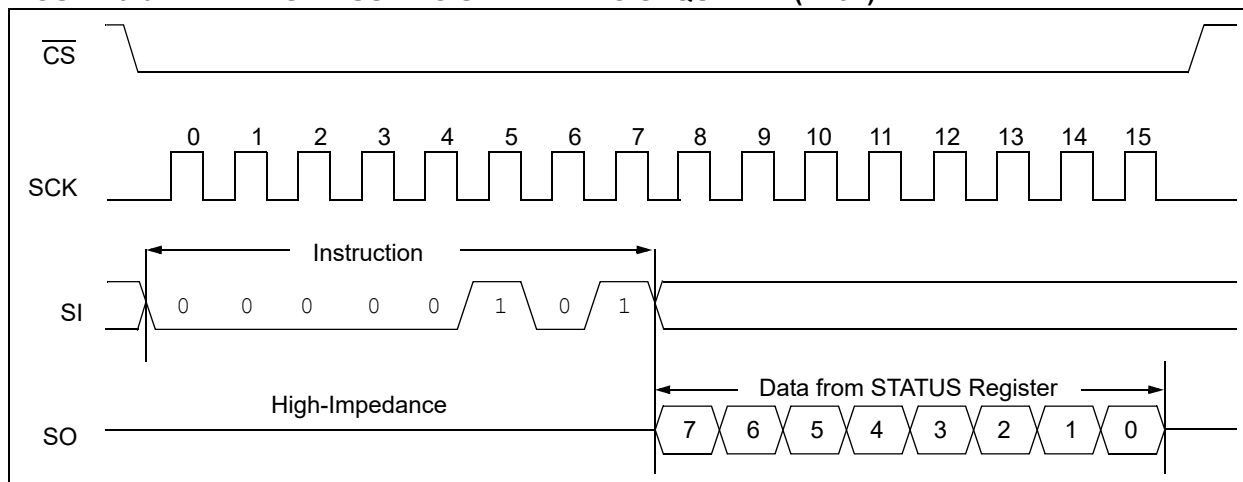 CS
0 1 2 3 4 5 6 7 8 9 10 11 12 13 14 15
SCK
Instruction
SI 0 0 0 0 0 1 0 1
Data from STATUS Register
High-Impedance
SO 7 6 5 4 3 2 1 0